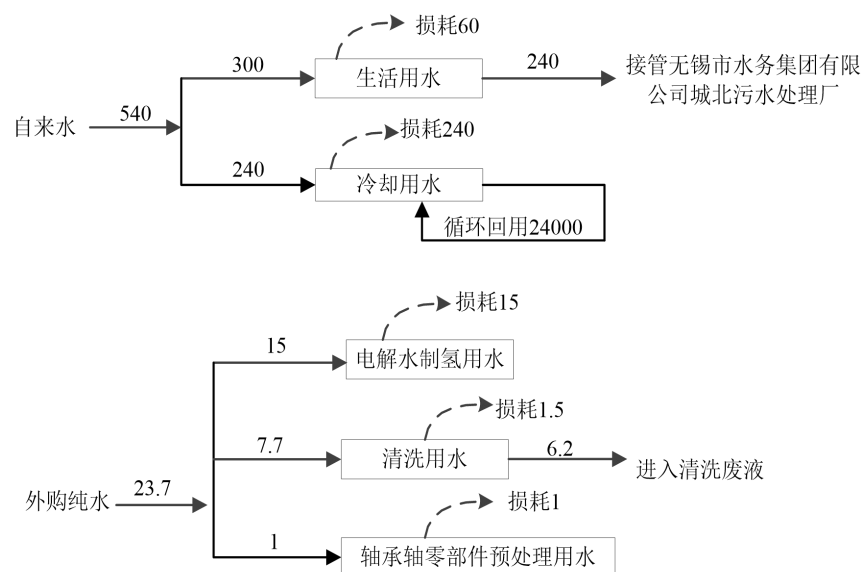 损耗60
300
生活用水
240
接管无锡市水务集团有限
公司城北污水处理厂
自来水
540
损耗240
240
冷却用水
循环回用24000
损耗15
15
电解水制氢用水
损耗1.5
7.7
清洗用水
6.2
进入清洗废液
外购纯水
23.7
损耗1
1
轴承轴零部件预处理用水